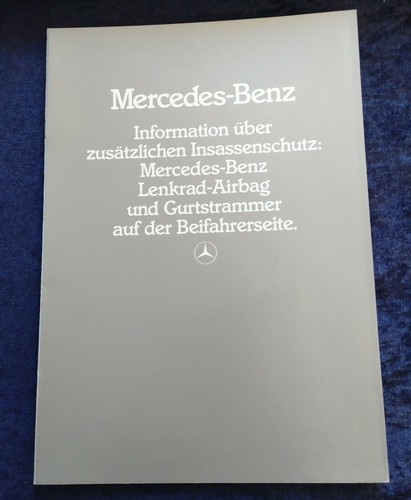 Mercedes-Benz
Information über
zusätzlichen Insassenschutz:
Mercedes-Benz
Lenkrad-Airbag
und Gurtstrammer
auf der Beifahrerseite.